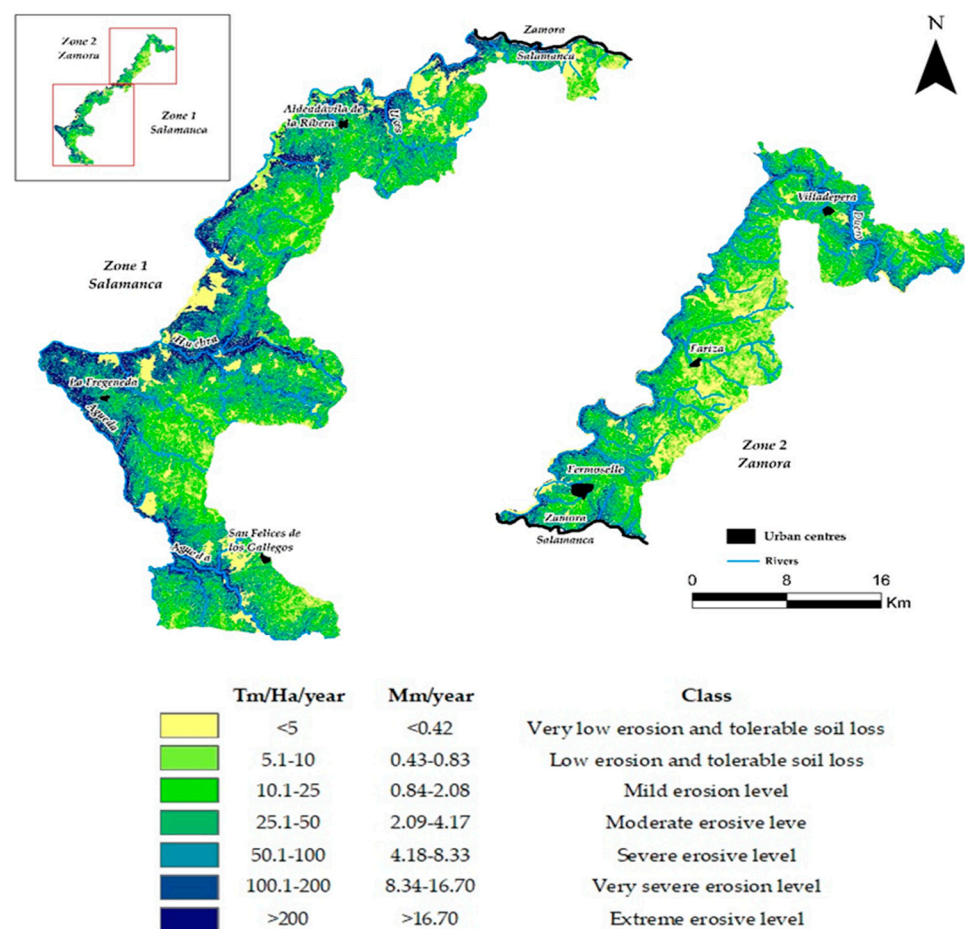 Zone 2
Zamora
Zone 1
Salamanca
Zamora
Salamanca
N
Aldeadávila de
la Ribera
Uces
Zone 1
Salamanca
Huebra
La Fregeneda
Agueda
San Felices de
los Gallegos
Agueda
Villadepera
Duero
Fariza
Zone 2
Zamora
Fermoselle
Zamora
Salamanca
Urban centres
Rivers
0 8 16
Km
Tm/Ha/year Mm/year Class
<5 <0.42 Very low erosion and tolerable soil loss
5.1-10 0.43-0.83 Low erosion and tolerable soil loss
10.1-25 0.84-2.08 Mild erosion level
25.1-50 2.09-4.17 Moderate erosive leve
50.1-100 4.18-8.33 Severe erosive level
100.1-200 8.34-16.70 Very severe erosion level
>200 >16.70 Extreme erosive level